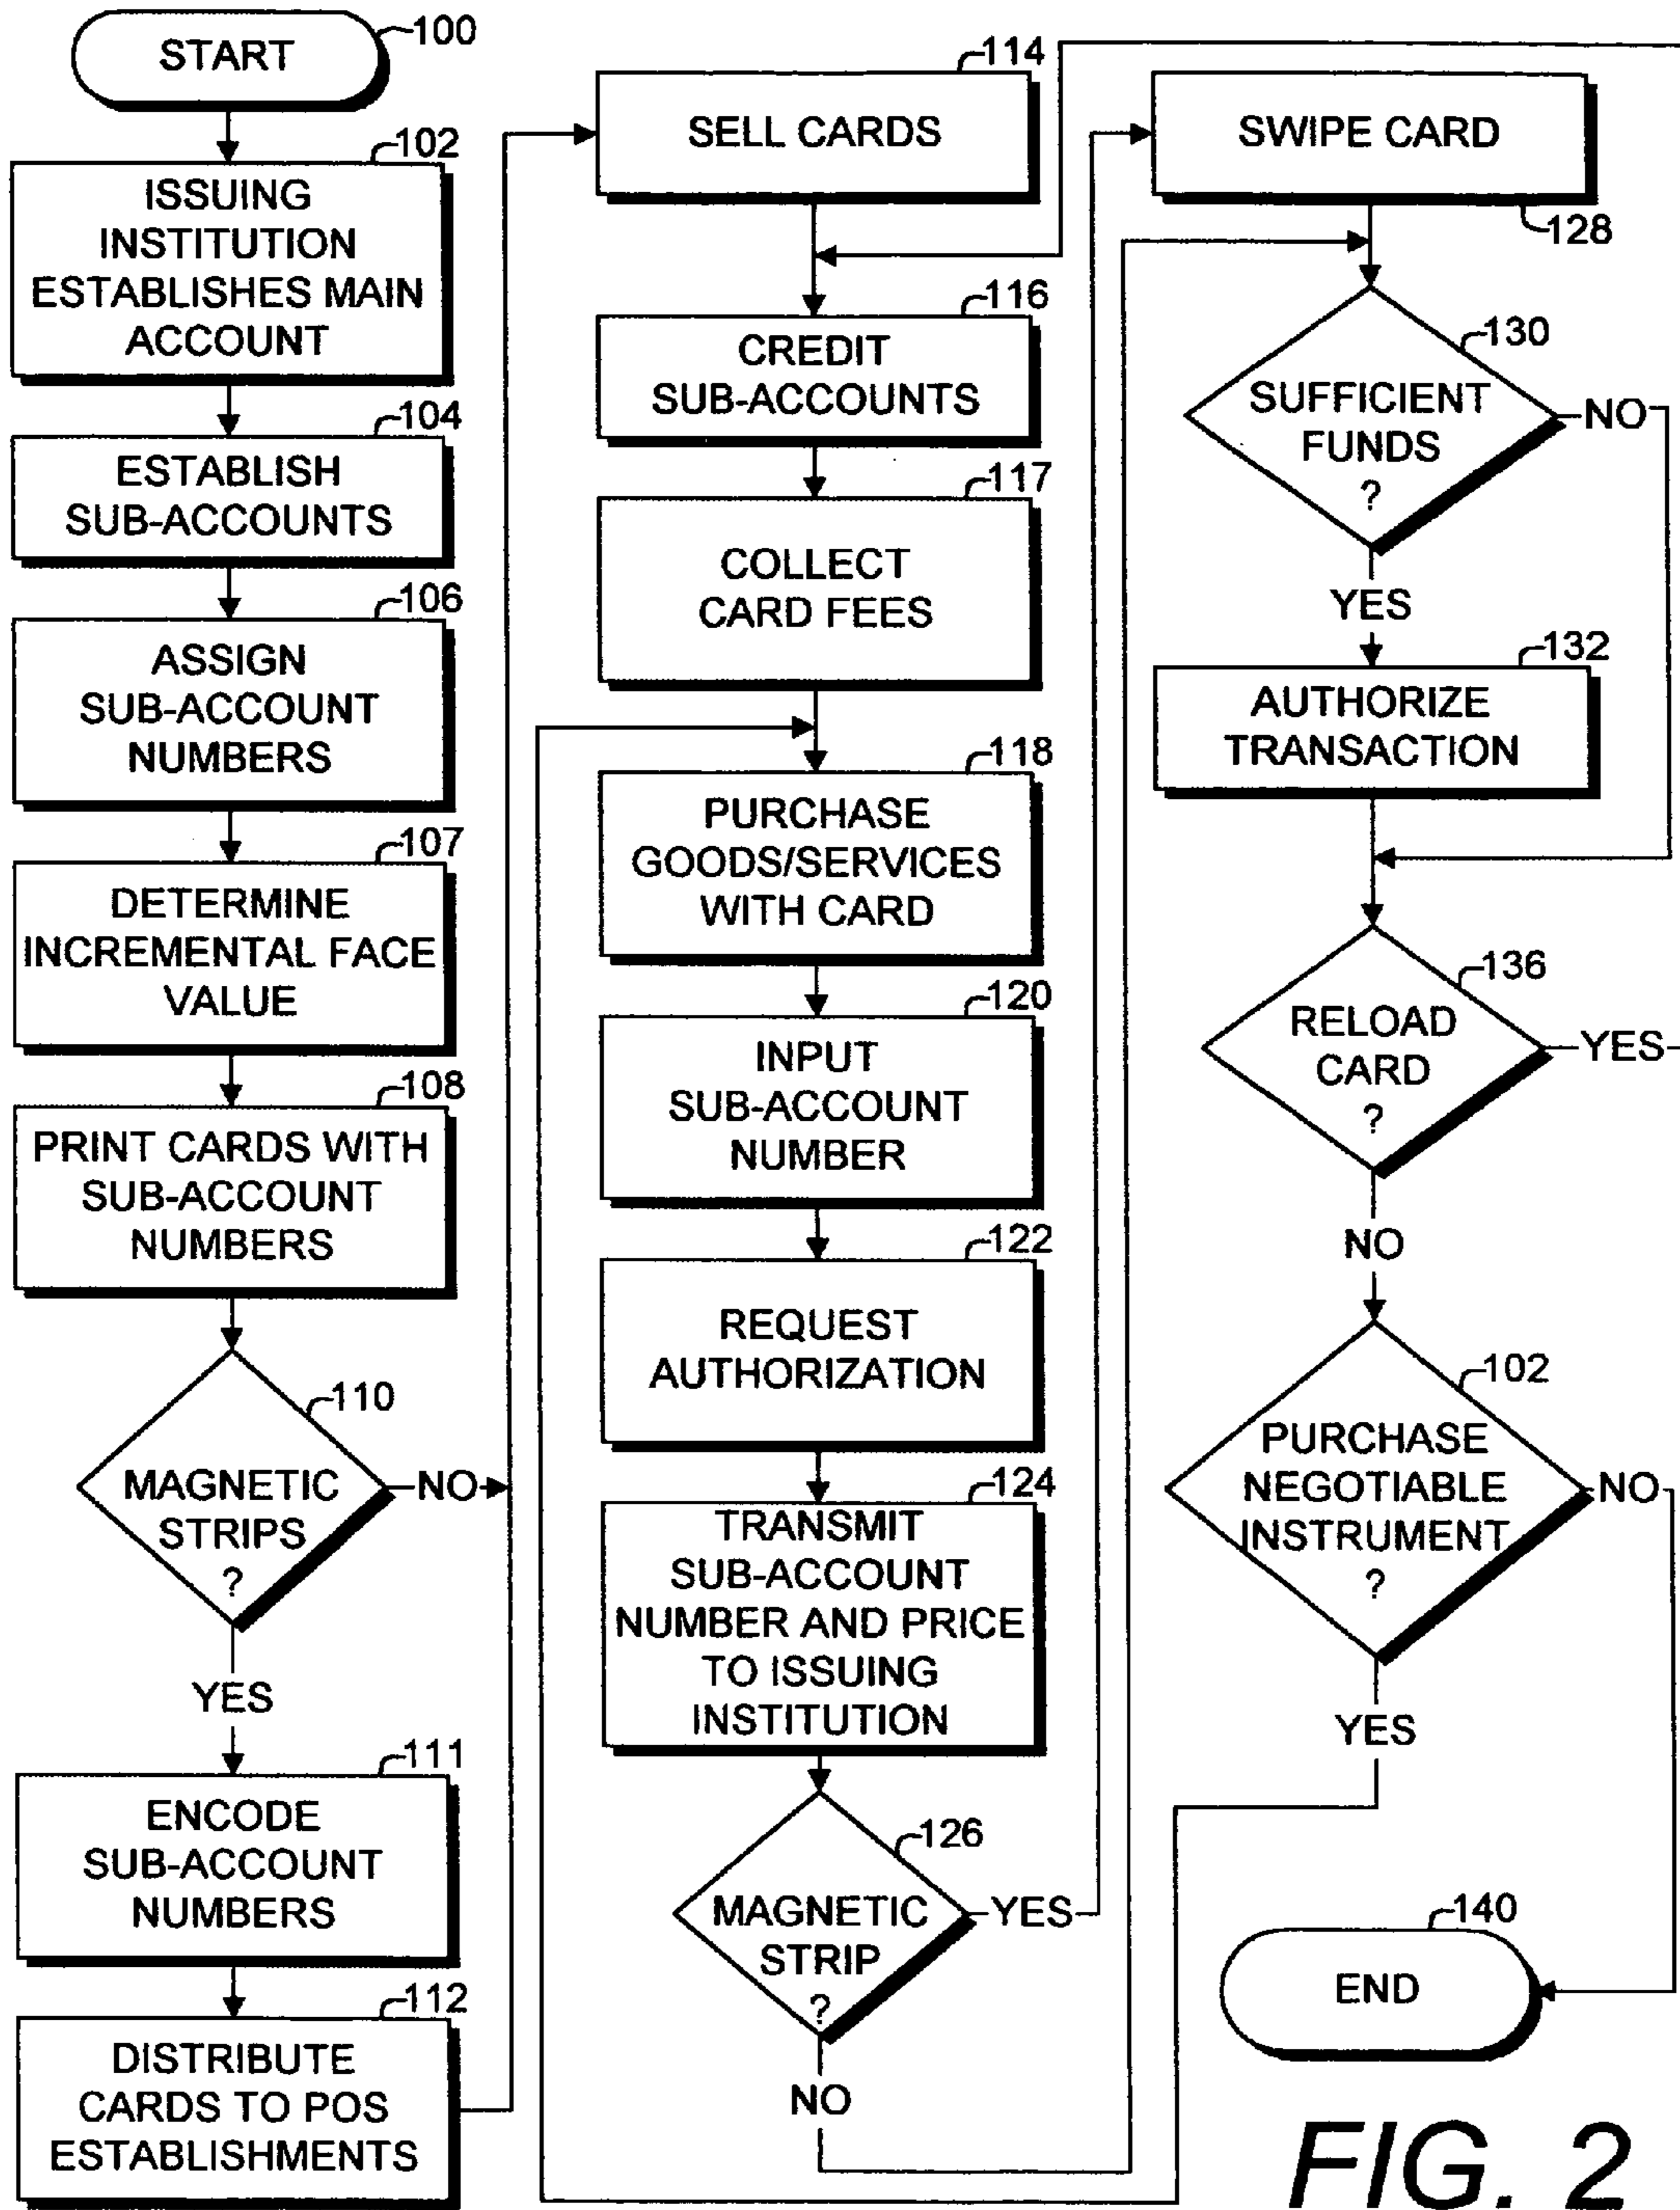 START
100
102
ISSUING
INSTITUTION
ESTABLISHES MAIN
ACCOUNT
104
ESTABLISH
SUB-ACCOUNTS
106
ASSIGN
SUB-ACCOUNT
NUMBERS
107
DETERMINE
INCREMENTAL FACE
VALUE
108
PRINT CARDS WITH
SUB-ACCOUNT
NUMBERS
110
MAGNETIC
STRIPS
?
NO
YES
111
ENCODE
SUB-ACCOUNT
NUMBERS
112
DISTRIBUTE
CARDS TO POS
ESTABLISHMENTS
114
SELL CARDS
116
CREDIT
SUB-ACCOUNTS
117
COLLECT
CARD FEES
118
PURCHASE
GOODS/SERVICES
WITH CARD
120
INPUT
SUB-ACCOUNT
NUMBER
122
REQUEST
AUTHORIZATION
124
TRANSMIT
SUB-ACCOUNT
NUMBER AND PRICE
TO ISSUING
INSTITUTION
126
MAGNETIC
STRIP
?
YES
NO
SWIPE CARD
128
130
SUFFICIENT
FUNDS
?
NO
YES
132
AUTHORIZE
TRANSACTION
136
RELOAD
CARD
?
YES
NO
102
PURCHASE
NEGOTIABLE
INSTRUMENT
?
NO
YES
140
END
FIG. 2